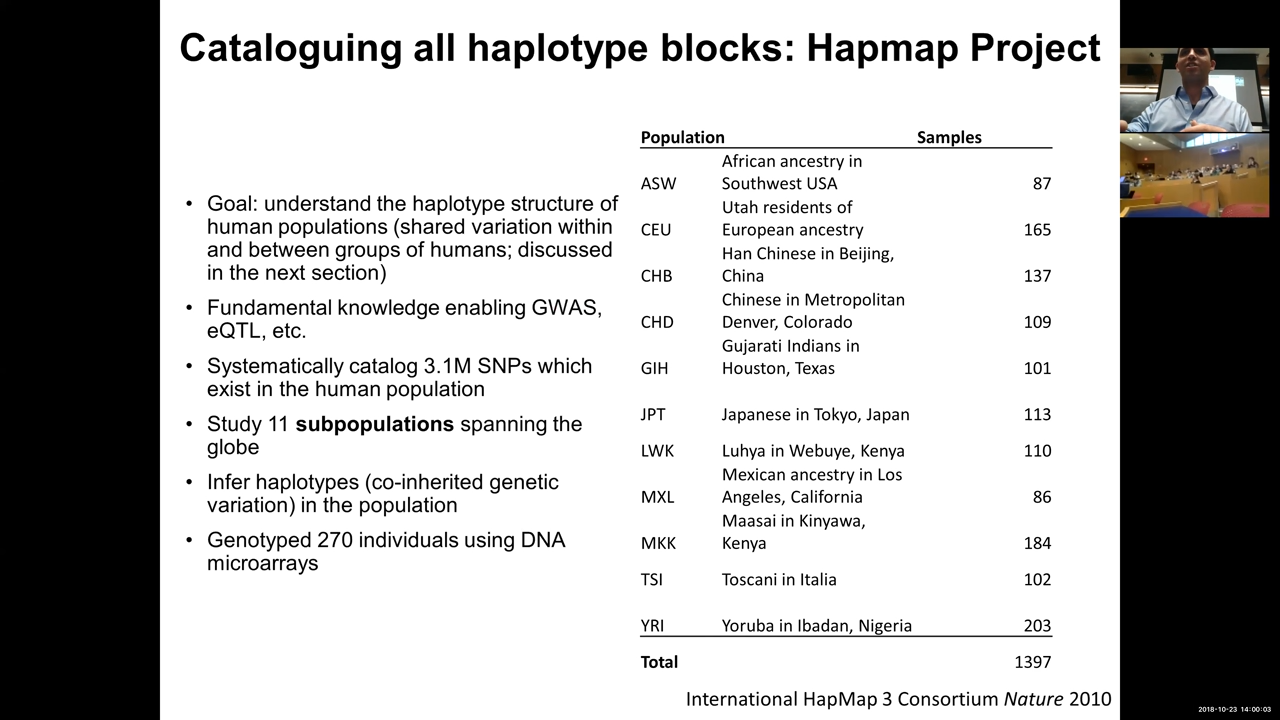 Cataloguing all haplotype blocks: Hapmap Project
• Goal: understand the haplotype structure of
human populations (shared variation within
and between groups of humans; discussed
in the next section)
• Fundamental knowledge enabling GWAS,
eQTL, etc.
• Systematically catalog 3.1M SNPs which
exist in the human population
• Study 11 subpopulations spanning the
globe
• Infer haplotypes (co-inherited genetic
variation) in the population
• Genotyped 270 individuals using DNA
microarrays
Population Samples
African ancestry in
ASW Southwest USA 87
Utah residents of
CEU European ancestry 165
Han Chinese in Beijing,
CHB China 137
Chinese in Metropolitan
CHD Denver, Colorado 109
Gujarati Indians in
GIH Houston, Texas 101
JPT Japanese in Tokyo, Japan 113
LWK Luhya in Webuye, Kenya 110
Mexican ancestry in Los
MXL Angeles, California 86
Maasai in Kinyawa,
MKK Kenya 184
TSI Toscani in Italia 102
YRI Yoruba in Ibadan, Nigeria 203
Total 1397
International HapMap 3 Consortium Nature 2010
2018-10-23 14:00:03